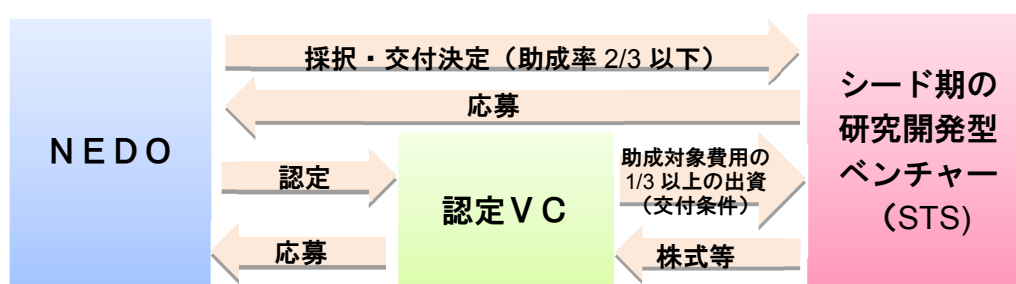 ＮＥＤＯ
採択・交付決定（助成率 2/3 以下）
応募
認定
応募
認定ＶＣ
助成対象費用の
1/3 以上の出資
（交付条件）
株式等
シード期の
研究開発型
ベンチャー
（STS)